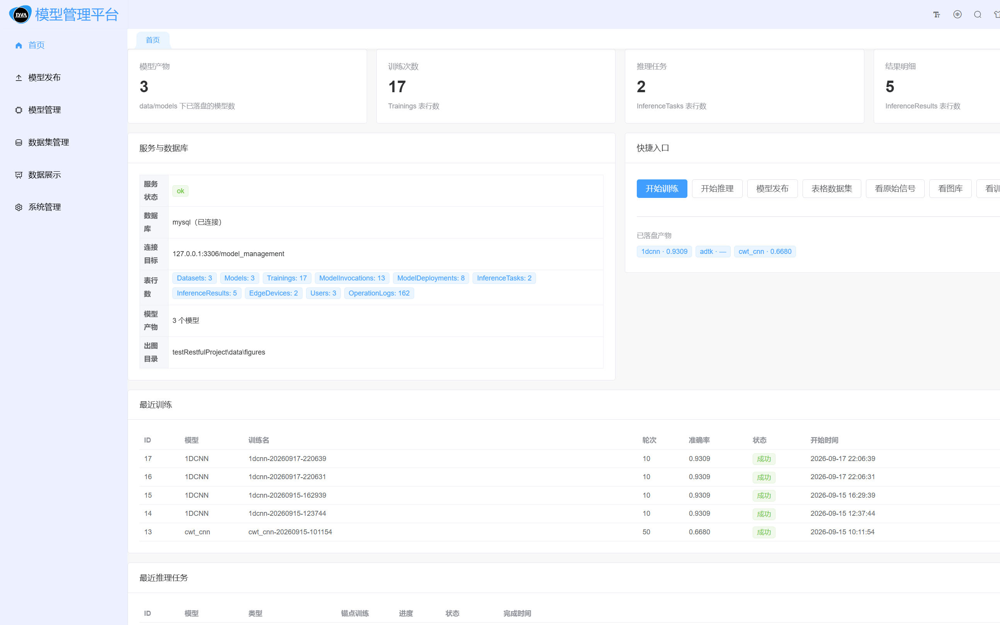 DVA 模型管理平台
首页
模型发布
模型管理
数据集管理
数据展示
系统管理
首页
模型产物
3
data/models 下已落盘的模型数
训练次数
17
Trainings 表行数
推理任务
2
InferenceTasks 表行数
结果明细
5
InferenceResults 表行数
服务与数据库
服务状态 ok
数据库 mysql（已连接）
连接目标 127.0.0.1:3306/model_management
表行数 Datasets: 3 Models: 3 Trainings: 17 ModelInvocations: 13 ModelDeployments: 8 InferenceTasks: 2
InferenceResults: 5 EdgeDevices: 2 Users: 3 OperationLogs: 162
模型产物 3 个模型
出图目录 testRestfulProject\data\figures
快捷入口
开始训练 开始推理 模型发布 表格数据集 看原始信号 看图库 看训
已落盘产物
1dcnn · 0.9309 adtk · — cwt_cnn · 0.6680
最近训练
ID 模型 训练名 轮次 准确率 状态 开始时间
17 1DCNN 1dcnn-20260917-220639 10 0.9309 成功 2026-09-17 22:06:39
16 1DCNN 1dcnn-20260917-220631 10 0.9309 成功 2026-09-17 22:06:31
15 1DCNN 1dcnn-20260915-162939 10 0.9309 成功 2026-09-15 16:29:39
14 1DCNN 1dcnn-20260915-123744 10 0.9309 成功 2026-09-15 12:37:44
13 cwt_cnn cwt_cnn-20260915-101154 50 0.6680 成功 2026-09-15 10:11:54
最近推理任务
ID 模型 类型 锚点训练 进度 状态 完成时间